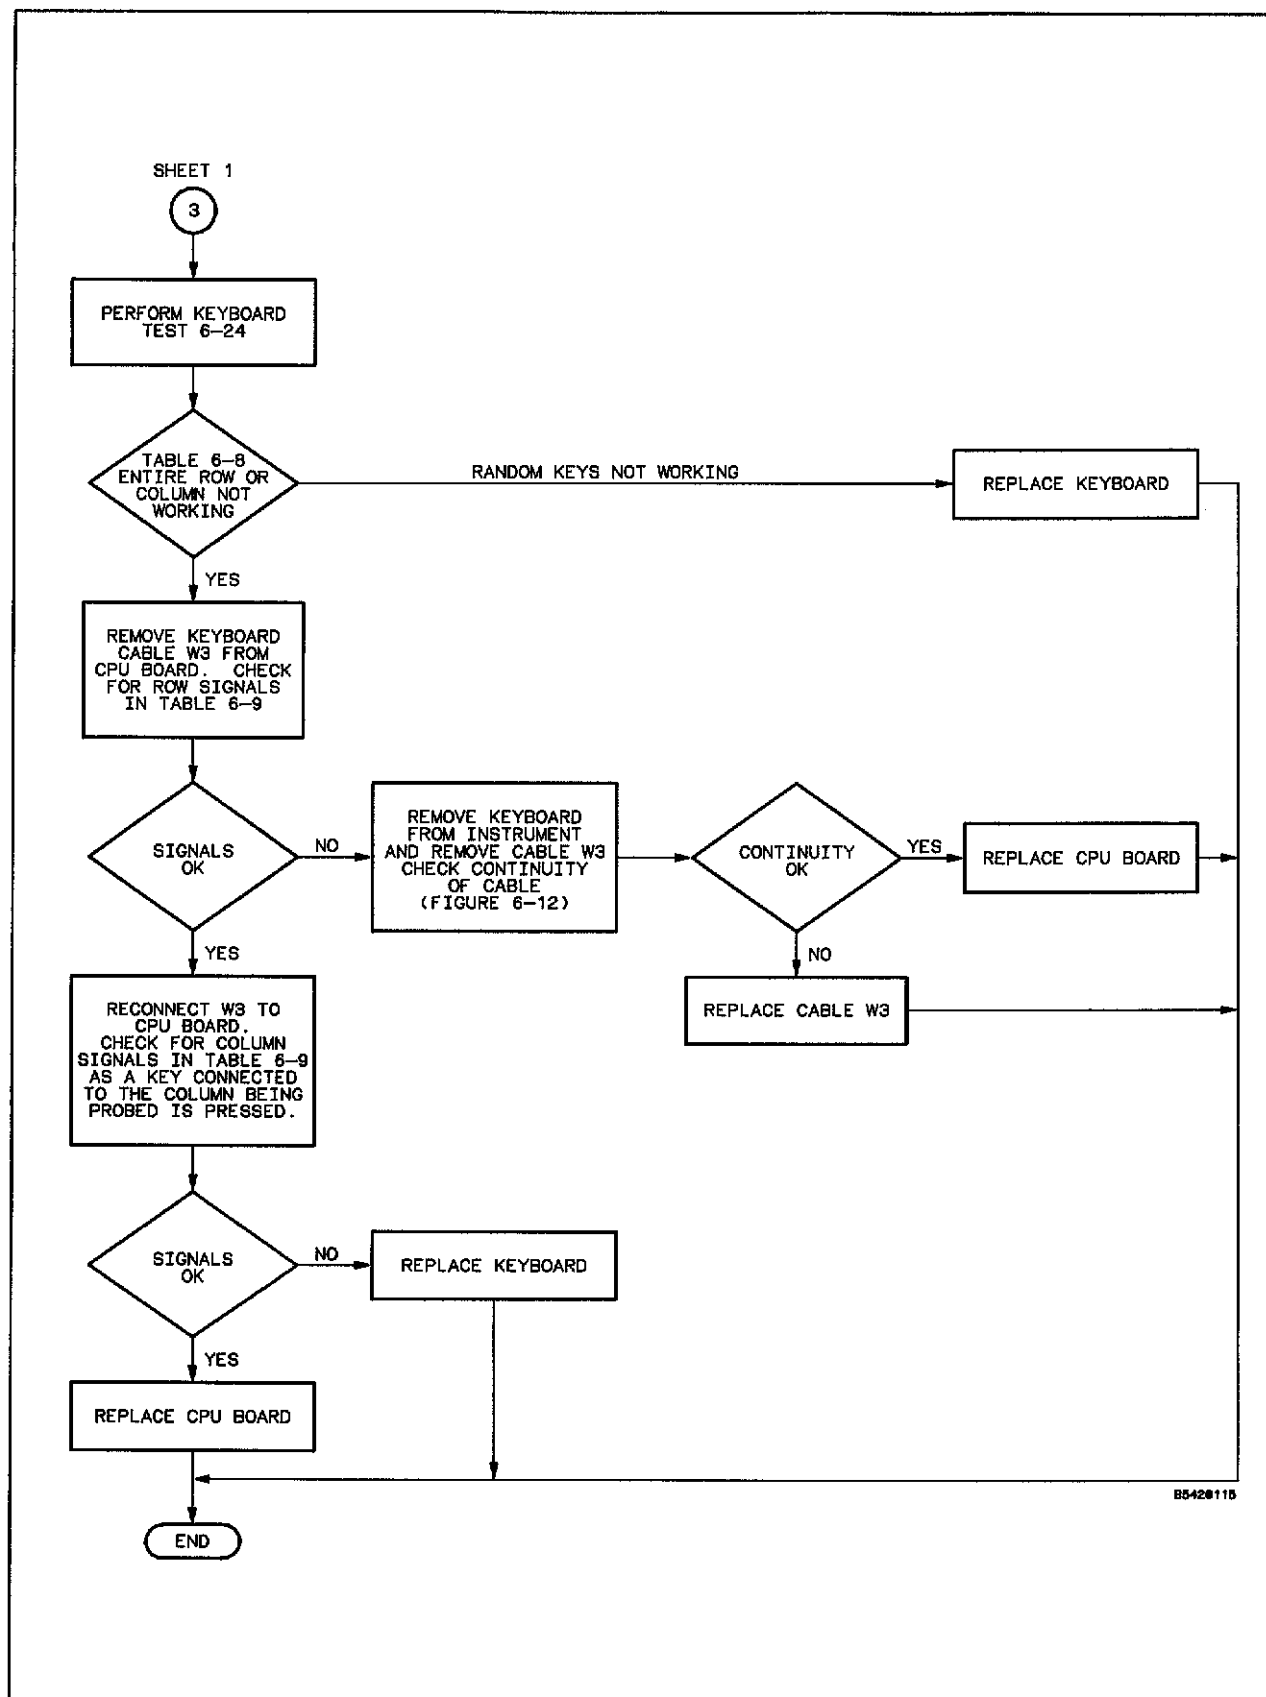 SHEET 1
3
PERFORM KEYBOARD
TEST 6-24
TABLE 6-8
ENTIRE ROW OR
COLUMN NOT
WORKING
RANDOM KEYS NOT WORKING
REPLACE KEYBOARD
YES
REMOVE KEYBOARD
CABLE W3 FROM
CPU BOARD. CHECK
FOR ROW SIGNALS
IN TABLE 6-9
SIGNALS
OK
NO
REMOVE KEYBOARD
FROM INSTRUMENT
AND REMOVE CABLE W3
CHECK CONTINUITY
OF CABLE
(FIGURE 6-12)
CONTINUITY
OK
YES
REPLACE CPU BOARD
NO
REPLACE CABLE W3
YES
RECONNECT W3 TO
CPU BOARD.
CHECK FOR COLUMN
SIGNALS IN TABLE 6-9
AS A KEY CONNECTED
TO THE COLUMN BEING
PROBED IS PRESSED.
SIGNALS
OK
NO
REPLACE KEYBOARD
YES
REPLACE CPU BOARD
END